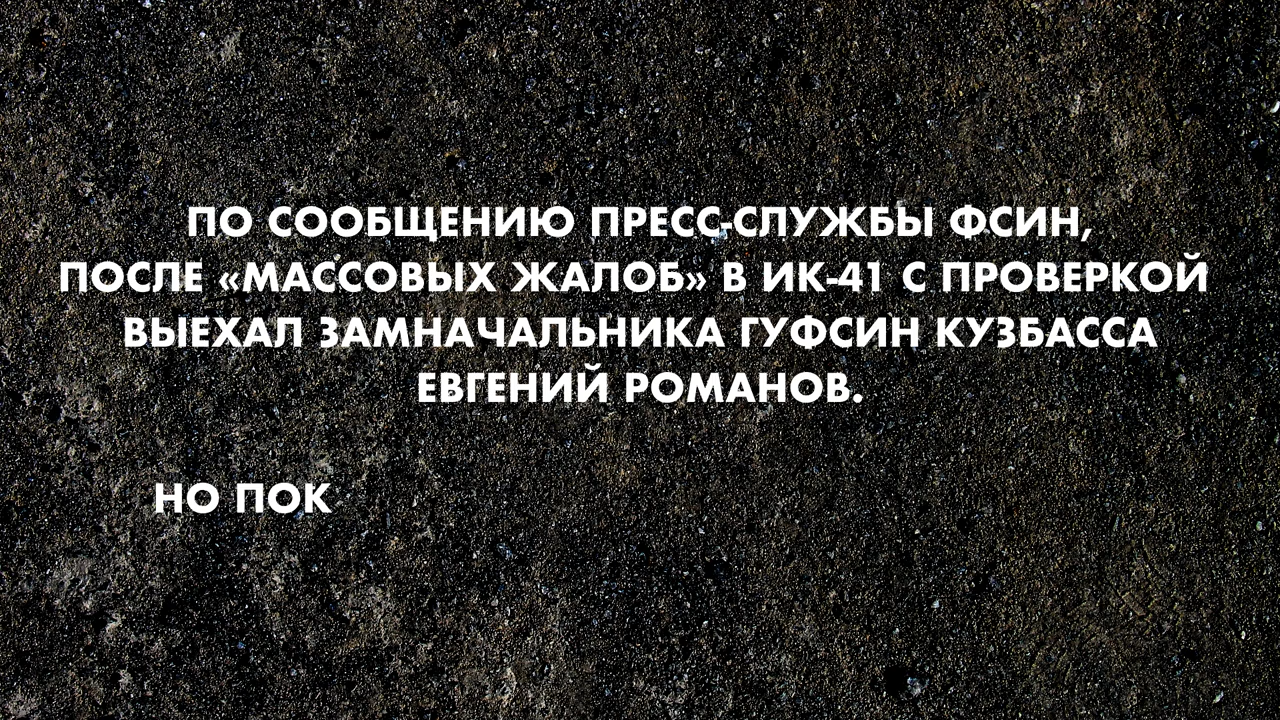 ПО СООБЩЕНИЮ ПРЕСС-СЛУЖБЫ ФСИН,
ПОСЛЕ «МАССОВЫХ ЖАЛОБ» В ИК-41 С ПРОВЕРКОЙ
ВЫЕХАЛ ЗАМНАЧАЛЬНИКА ГУФСИН КУЗБАССА
ЕВГЕНИЙ РОМАНОВ.
НО ПОК